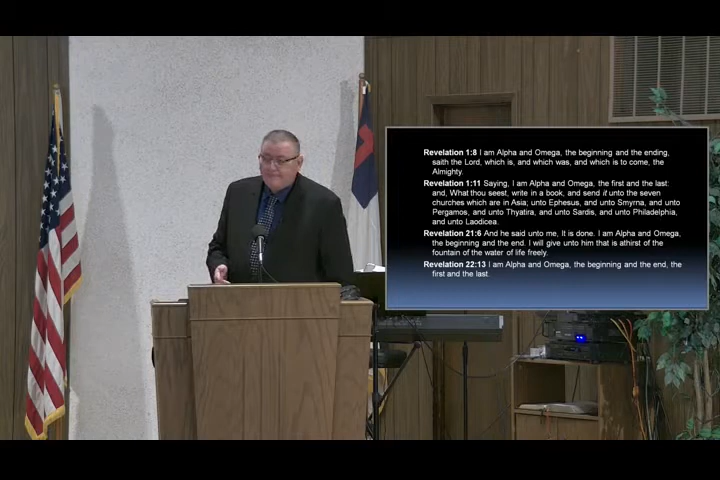 Revelation 1:8 I am Alpha and Omega, the beginning and the ending,
saith the Lord, which is, and which was, and which is to come, the
Almighty.
Revelation 1:11 Saying, I am Alpha and Omega, the first and the last:
and, What thou seest, write in a book, and send it unto the seven
churches which are in Asia; unto Ephesus, and unto Smyrna, and unto
Pergamos, and unto Thyatira, and unto Sardis, and unto Philadelphia,
and unto Laodicea.
Revelation 21:6 And he said unto me, It is done. I am Alpha and Omega,
the beginning and the end. I will give unto him that is athirst of the
fountain of the water of life freely.
Revelation 22:13 I am Alpha and Omega, the beginning and the end, the
first and the last.